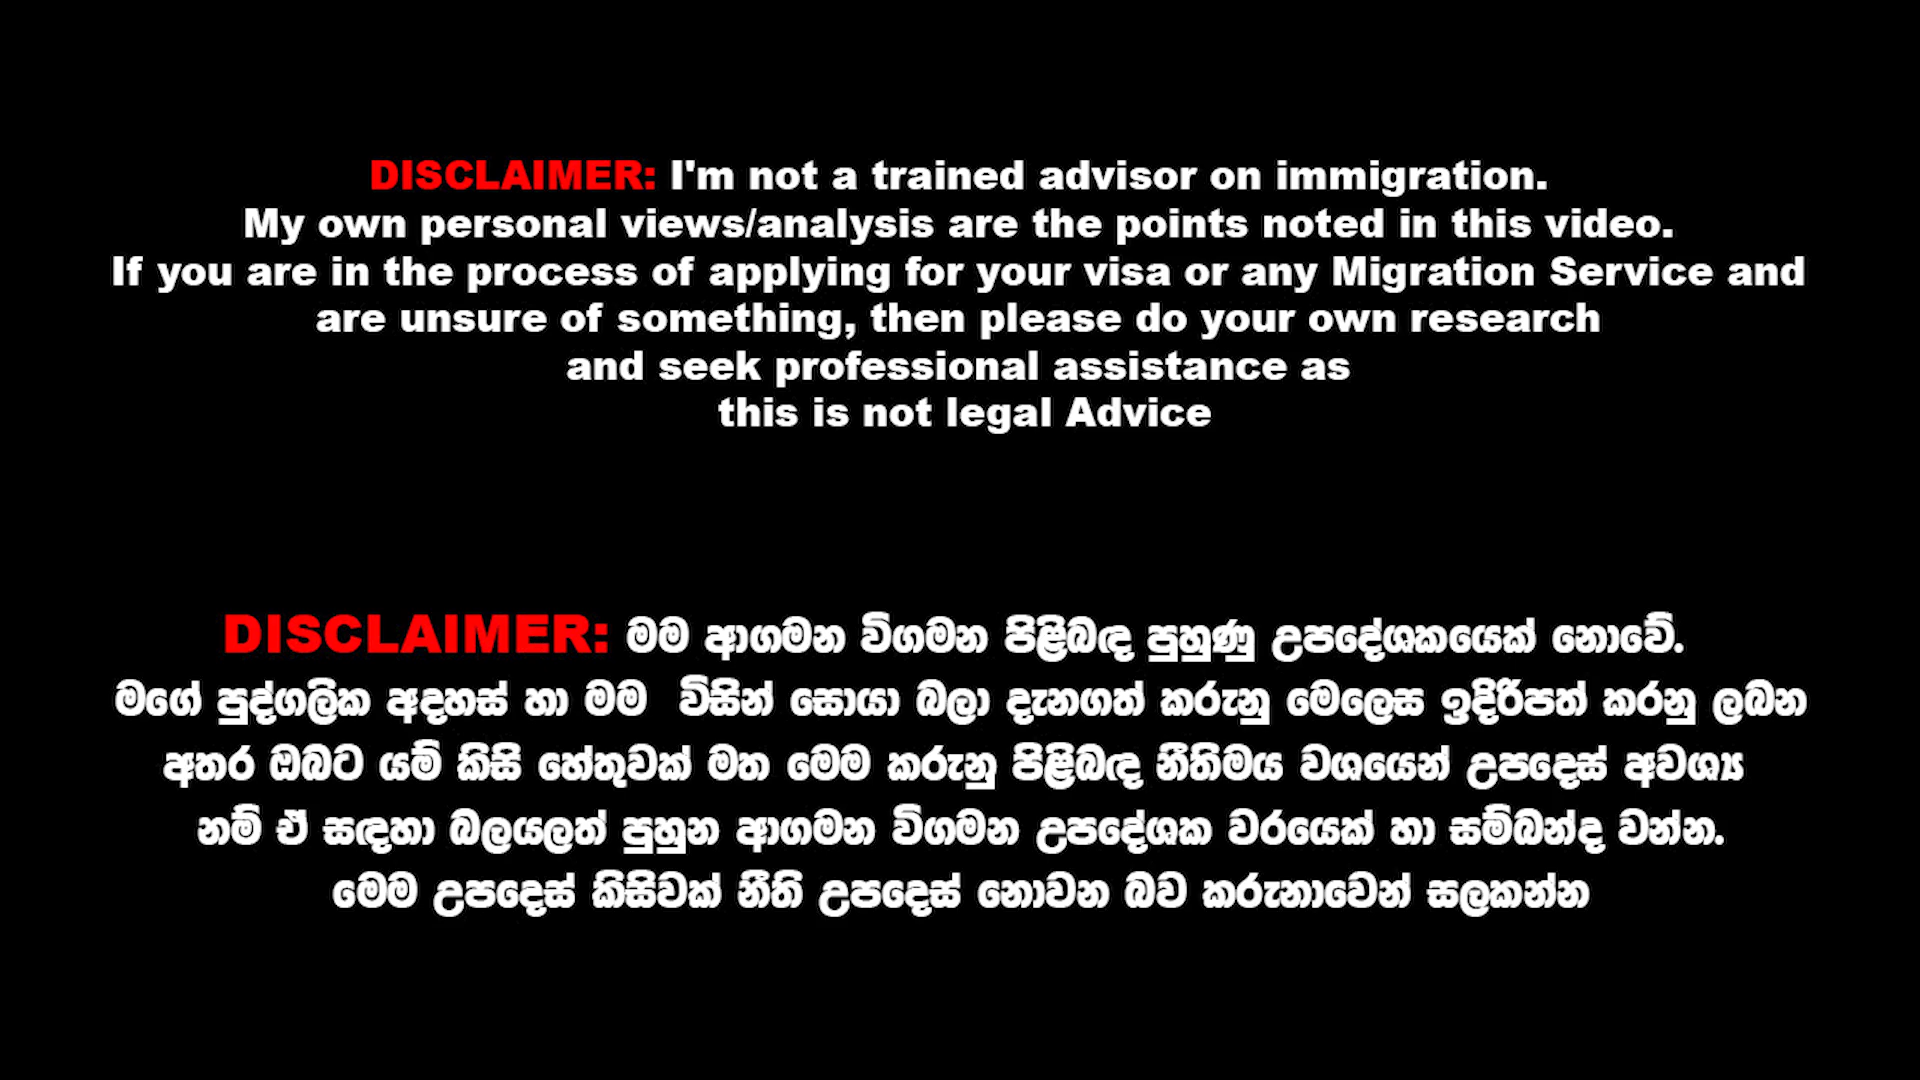 DISCLAIMER: I'm not a trained advisor on immigration.
My own personal views/analysis are the points noted in this video.
If you are in the process of applying for your visa or any Migration Service and
are unsure of something, then please do your own research
and seek professional assistance as
this is not legal Advice
DISCLAIMER: මම ආගමන විගමන පිළිබඳ පුහුණු උපදේශකයෙක් නොවේ.
මගේ පුද්ගලික අදහස් හා මම විසින් සොයා බලා දැනගත් කරුනු මෙලෙස ඉදිරිපත් කරනු ලබන
අතර ඔබට යම් කිසි හේතුවක් මත මෙම කරුනු පිළිබඳ නීතිමය වශයෙන් උපදෙස් අවශ්‍ය
නම් ඒ සඳහා බලයලත් පුහුන ආගමන විගමන උපදේශක වරයෙක් හා සම්බන්ද වන්න.
මෙම උපදෙස් කිසිවක් නීති උපදෙස් නොවන බව කරුනාවෙන් සලකන්න